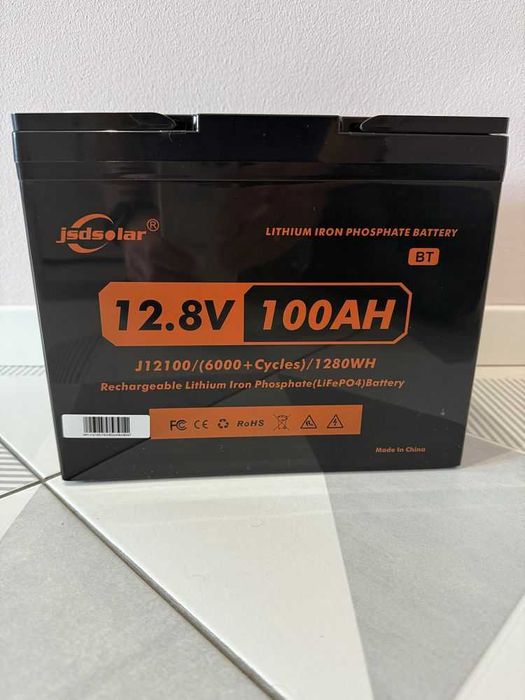 jsdsolar®
LITHIUM IRON PHOSPHATE BATTERY
BT
12.8V 100AH
J12100/(6000+Cycles)/1280WH
Rechargeable Lithium Iron Phosphate(LiFePO4)Battery
FC CE RoHS
Made In China